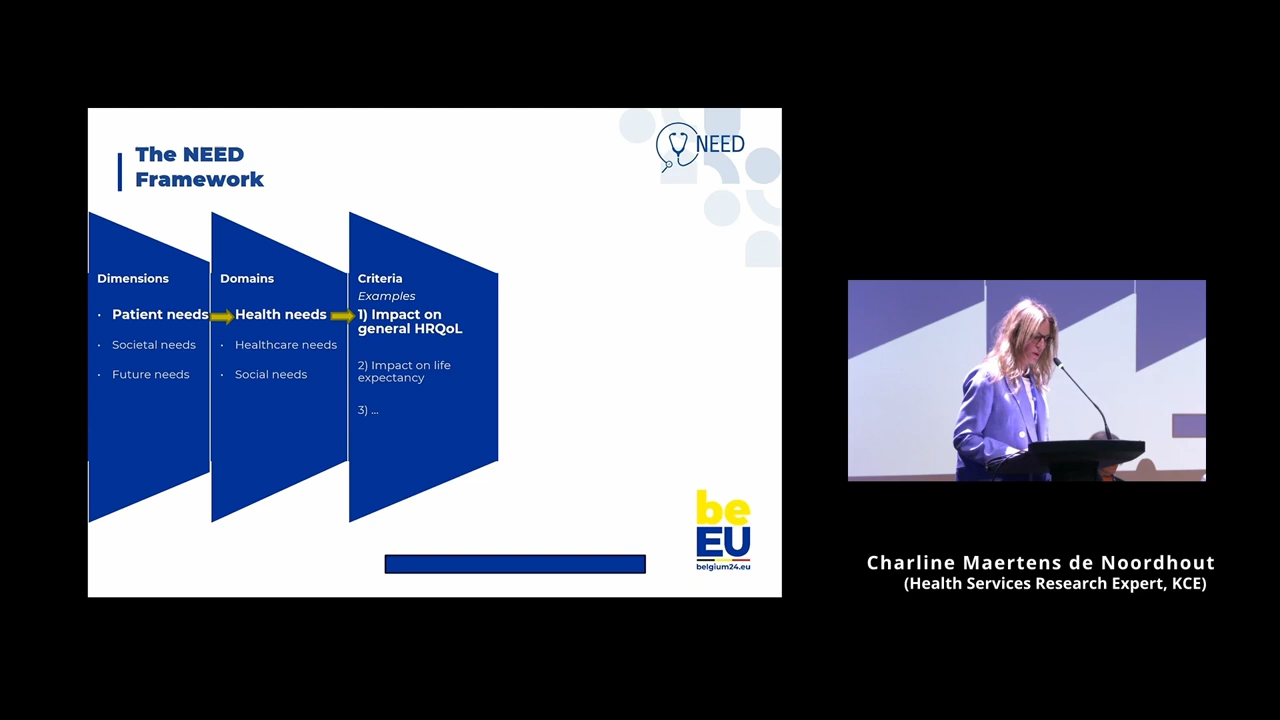 The NEED
Framework
NEED
Dimensions
• Patient needs
• Societal needs
• Future needs
Domains
• Health needs
• Healthcare needs
• Social needs
Criteria
Examples
1) Impact on
general HRQoL
2) Impact on life
expectancy
3) ...
be
EU
belgium24.eu
Charline Maertens de Noordhout
(Health Services Research Expert, KCE)